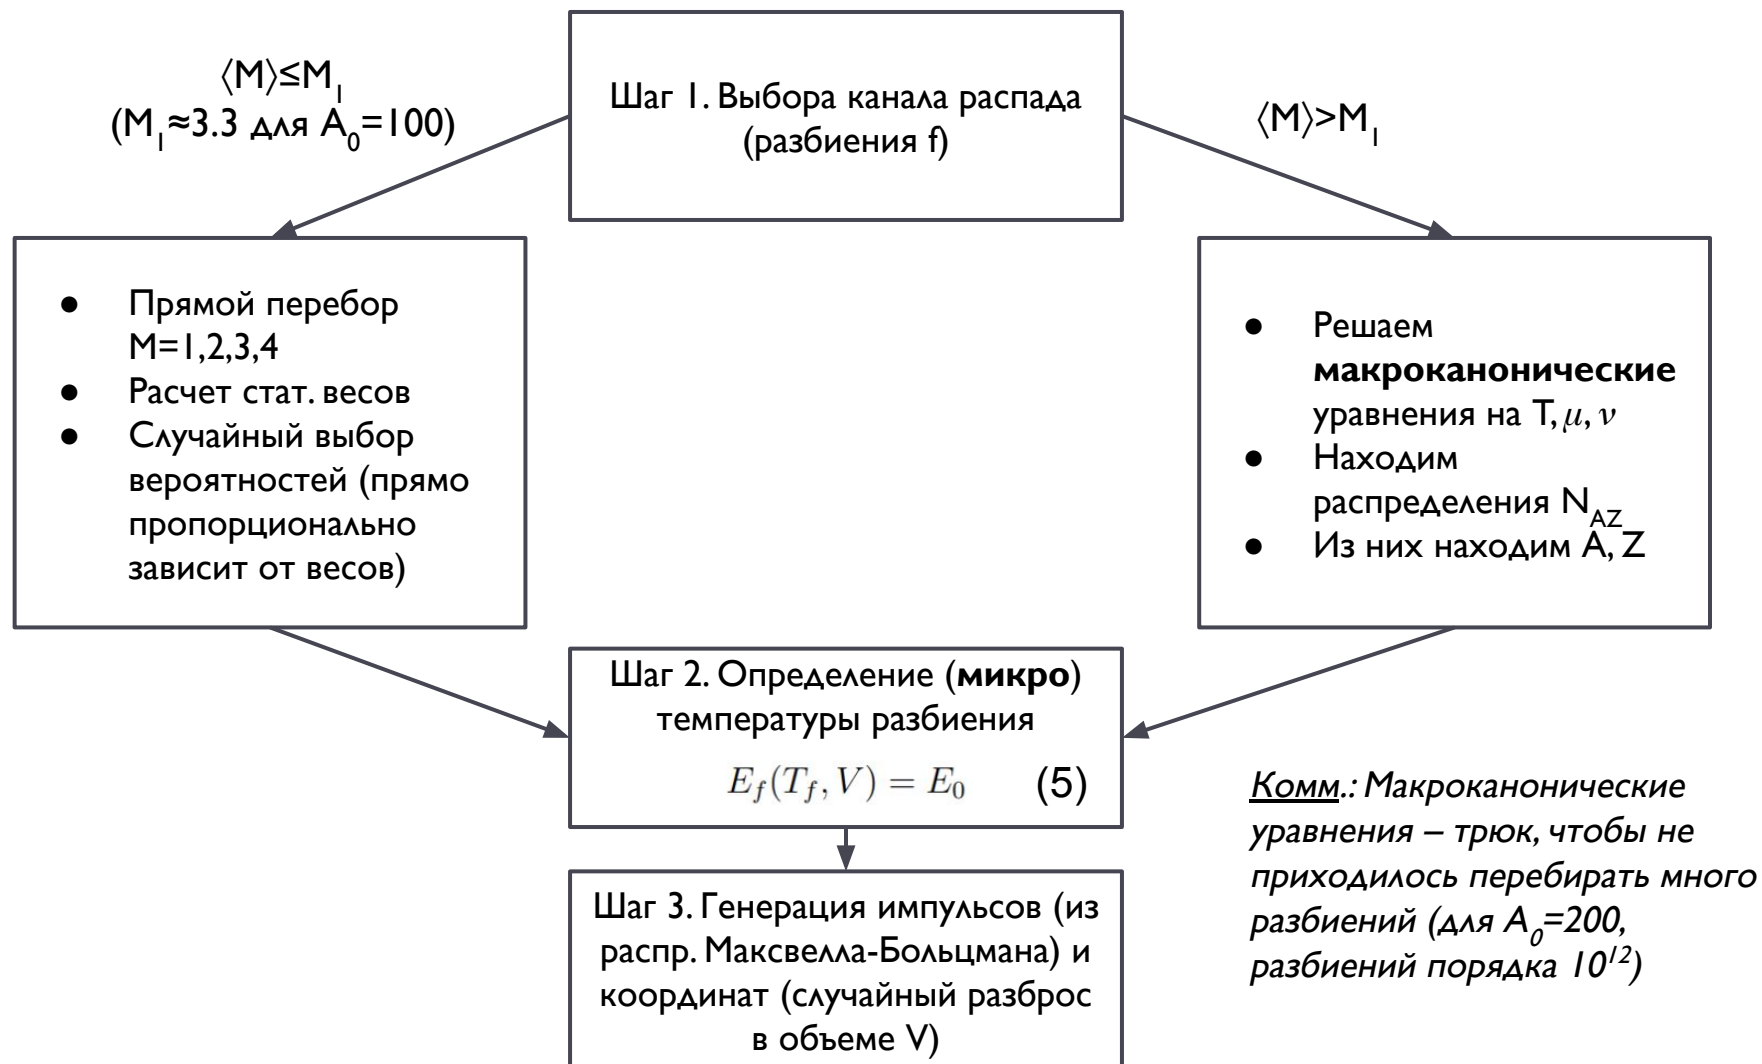 ⟨M⟩≤M₁
(M₁≈3.3 для A₀=100)
Шаг 1. Выбора канала распада
(разбиения f)
⟨M⟩>M₁
● Прямой перебор
M=1,2,3,4
● Расчет стат. весов
● Случайный выбор
вероятностей (прямо
пропорционально
зависит от весов)
● Решаем
макроканонические
уравнения на T, μ, ν
● Находим
распределения N_AZ
● Из них находим A, Z
Шаг 2. Определение (микро)
температуры разбиения
E_f(T_f, V) = E₀ (5)
Шаг 3. Генерация импульсов (из
распр. Максвелла-Больцмана) и
координат (случайный разброс
в объеме V)
Комм.: Макроканонические
уравнения – трюк, чтобы не
приходилось перебирать много
разбиений (для A₀=200,
разбиений порядка 10¹²)